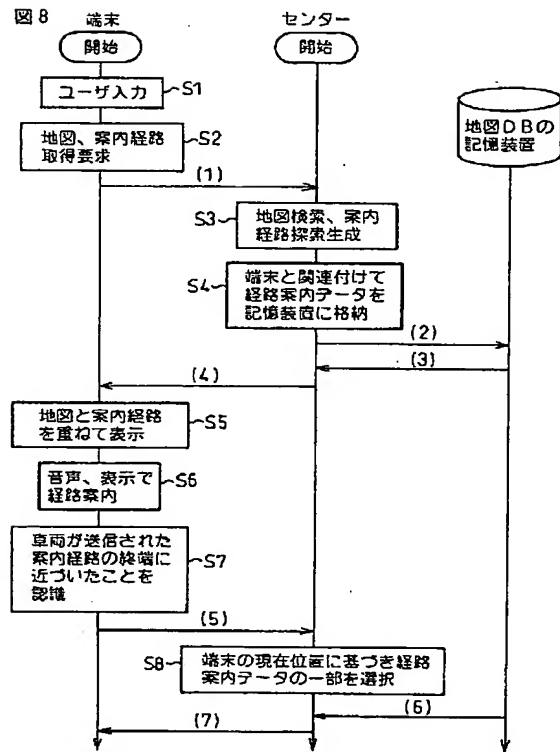 図8
端末
センター
開始
開始
ユーザ入力
S1
地図DBの
記憶装置
地図、案内経路
取得要求
S2
(1)
S3
地図検索、案内
経路探索生成
S4
端末と関連付けて
経路案内データを
記憶装置に格納
(2)
(3)
(4)
地図と案内経路
を重ねて表示
S5
音声、表示で
経路案内
S6
車両が送信された
案内経路の終端に
近づいたことを
認識
S7
(5)
S8
端末の現在位置に基づき経路
案内データの一部を選択
(6)
(7)